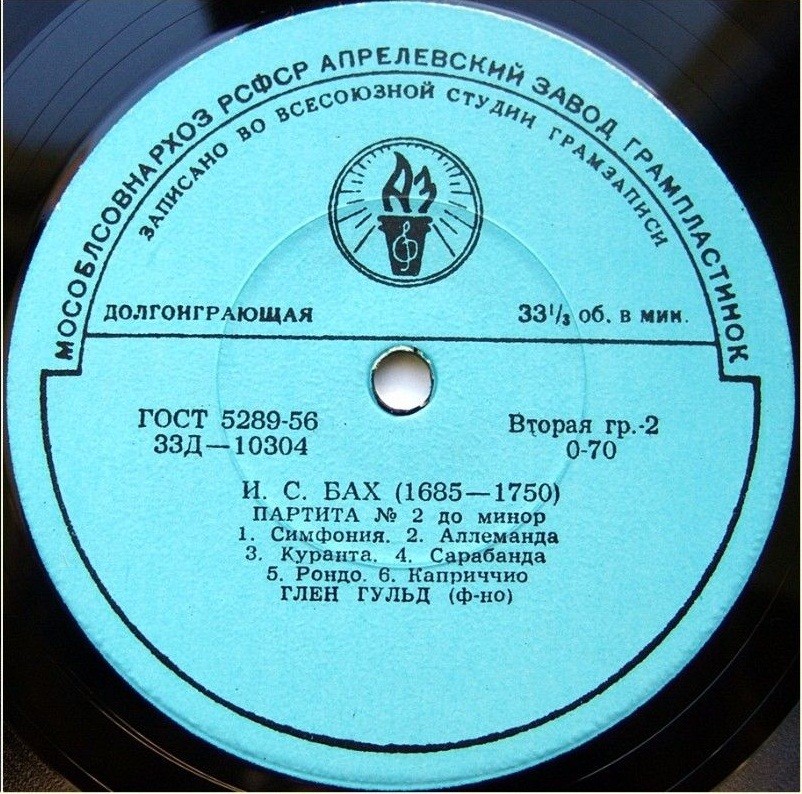 МОСОБЛСОВНАРХОЗ РСФСР АПРЕЛЕВСКИЙ ЗАВОД ГРАМПЛАСТИНОК
ЗАПИСАНО ВО ВСЕСОЮЗНОЙ СТУДИИ ГРАМЗАПИСИ
АЗ
ДОЛГОИГРАЮЩАЯ 33⅓ об. в мин.
ГОСТ 5289-56 Вторая гр.-2
33Д—10304 0-70
И. С. БАХ (1685—1750)
ПАРТИТА № 2 до минор
1. Симфония. 2. Аллеманда
3. Куранта. 4. Сарабанда
5. Рондо. 6. Каприччио
ГЛЕН ГУЛЬД (ф-но)